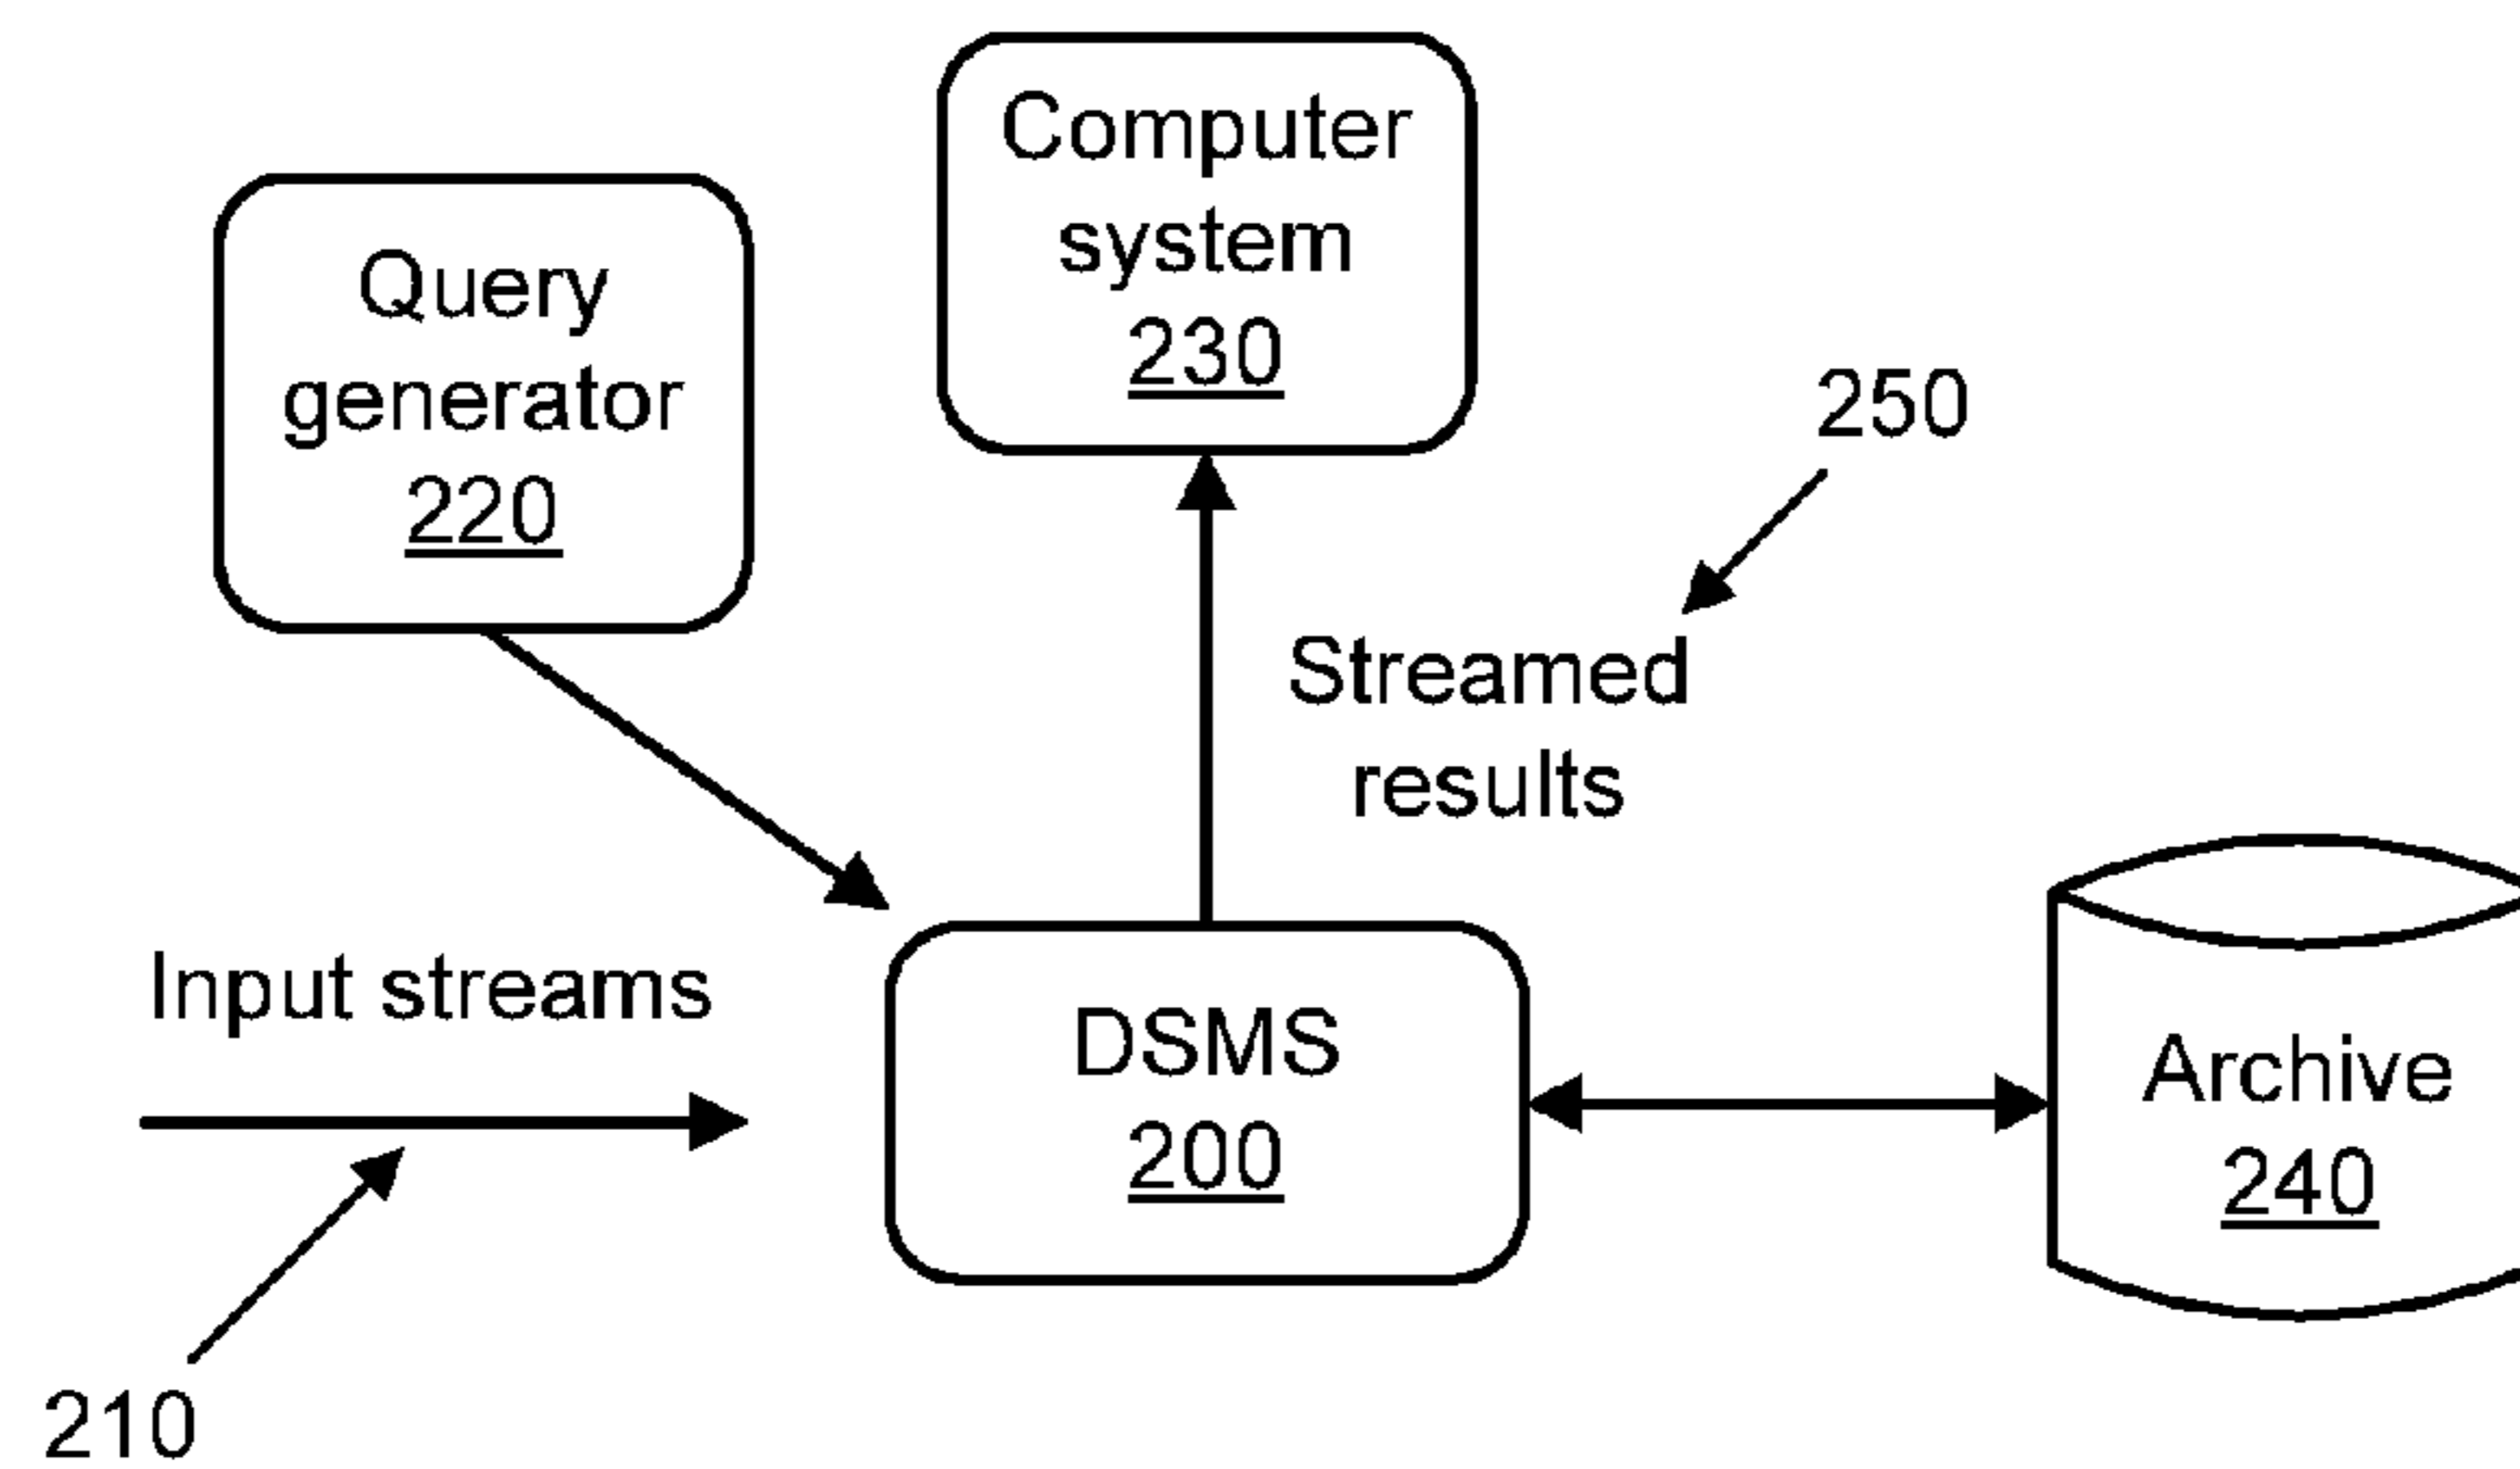 Computer
system
230
Query
generator
220
250
Streamed
results
Input streams
DSMS
200
Archive
240
210